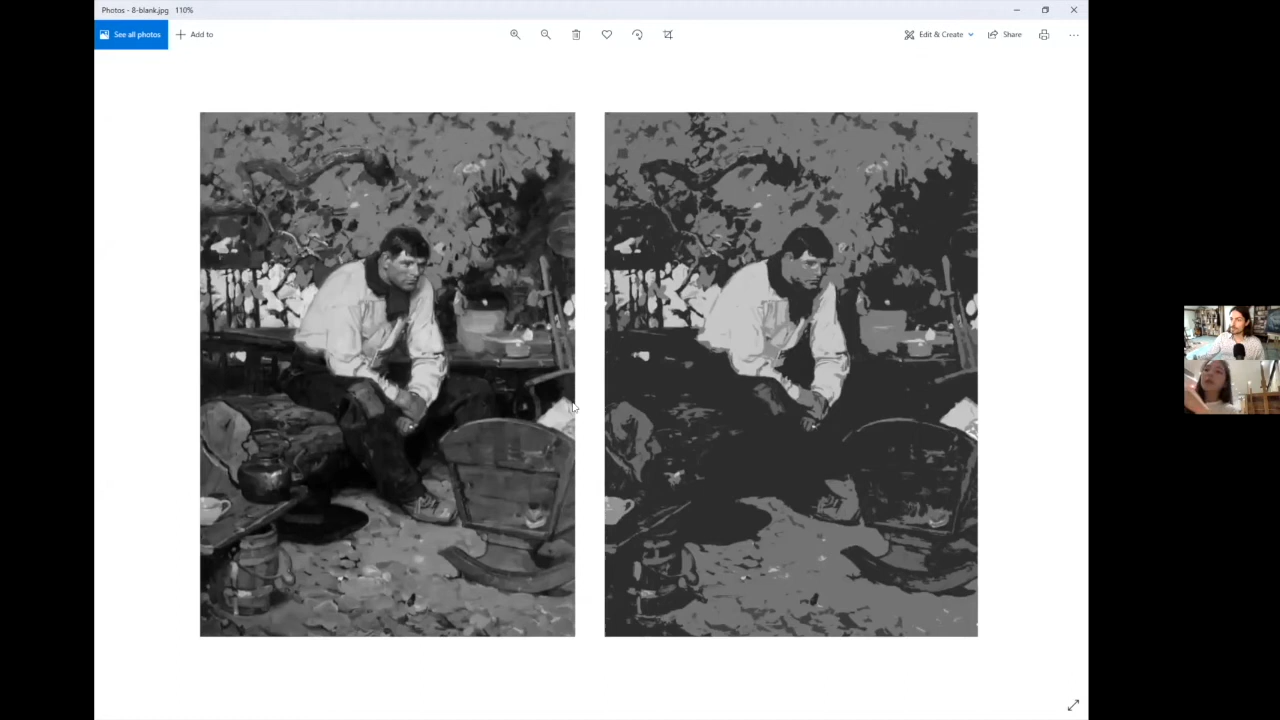 Photos - 8-blank.jpg 110%
See all photos
Add to
Edit & Create
Share